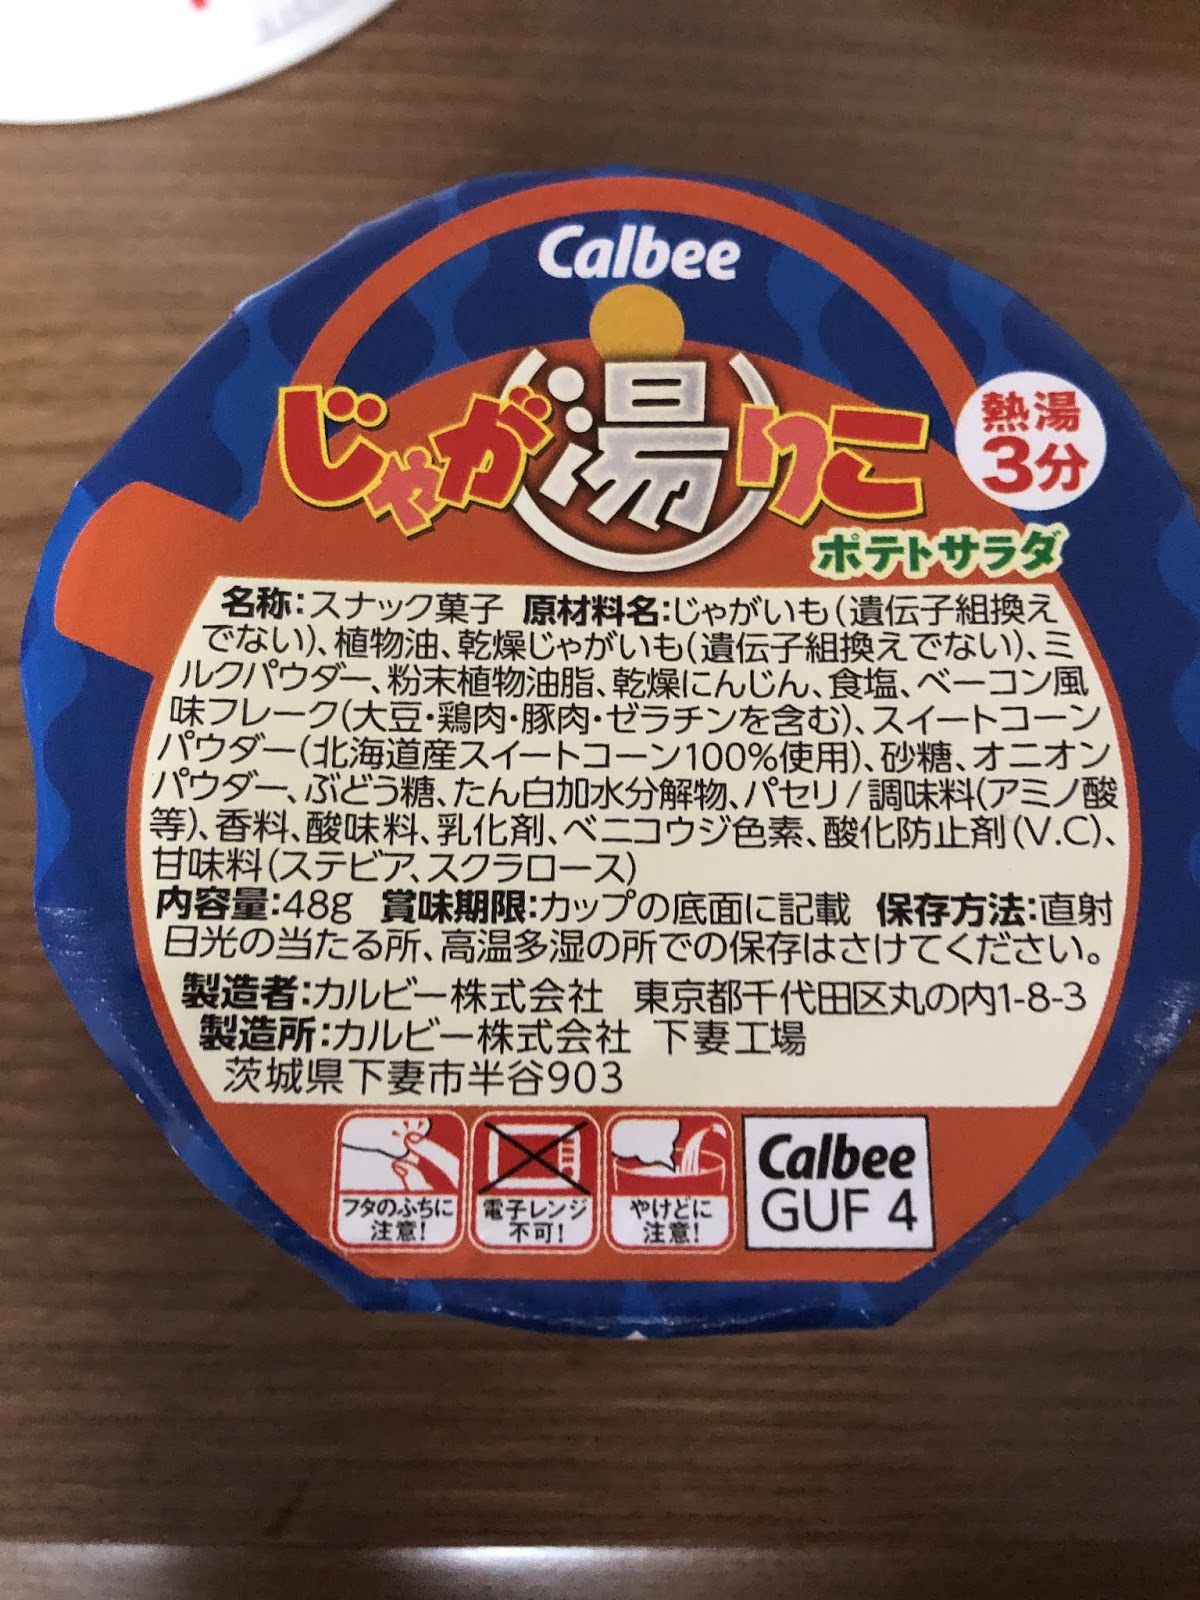 Calbee
じゃが湯りこ
熱湯
3分
ポテトサラダ
名称:スナック菓子 原材料名:じゃがいも(遺伝子組換え
でない)、植物油、乾燥じゃがいも(遺伝子組換えでない)、ミ
ルクパウダー、粉末植物油脂、乾燥にんじん、食塩、ベーコン風
味フレーク(大豆・鶏肉・豚肉・ゼラチンを含む)、スイートコーン
パウダー(北海道産スイートコーン100%使用)、砂糖、オニオン
パウダー、ぶどう糖、たん白加水分解物、パセリ/調味料(アミノ酸
等)、香料、酸味料、乳化剤、ベニコウジ色素、酸化防止剤(V.C)、
甘味料(ステビア、スクラロース)
内容量:48g 賞味期限:カップの底面に記載 保存方法:直射
日光の当たる所、高温多湿の所での保存はさけてください。
製造者:カルビー株式会社 東京都千代田区丸の内1-8-3
製造所:カルビー株式会社 下妻工場
茨城県下妻市半谷903
フタのふちに
注意!
電子レンジ
不可!
やけどに
注意!
Calbee
GUF 4